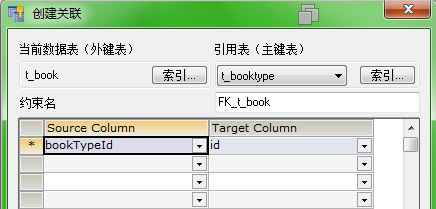 创建关联
当前数据表（外键表） 引用表（主键表）
t_book 索引... t_booktype 索引...
约束名 FK_t_book
Source Column Target Column
* bookTypeId id